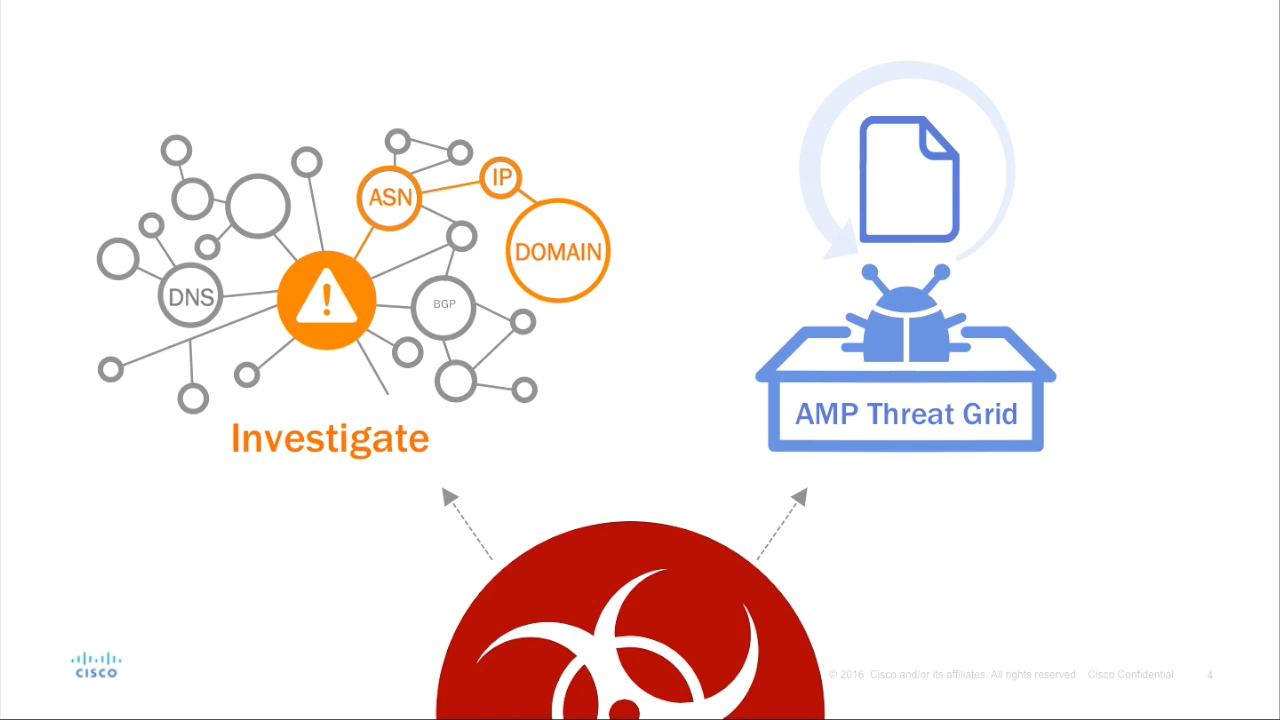 ASN
IP
DOMAIN
DNS
BGP
Investigate
AMP Threat Grid
CISCO
© 2016 Cisco and/or its affiliates. All rights reserved. Cisco Confidential
4